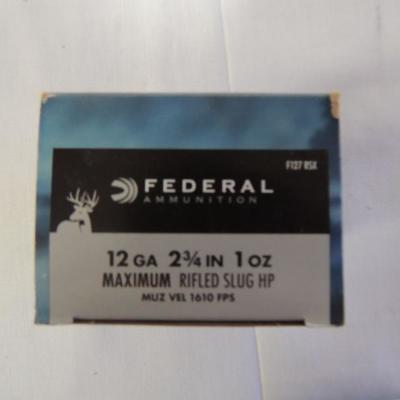 F127 RSX
FEDERAL
AMMUNITION
12 GA 2¾ IN 1 OZ
MAXIMUM RIFLED SLUG HP
MUZ VEL 1610 FPS